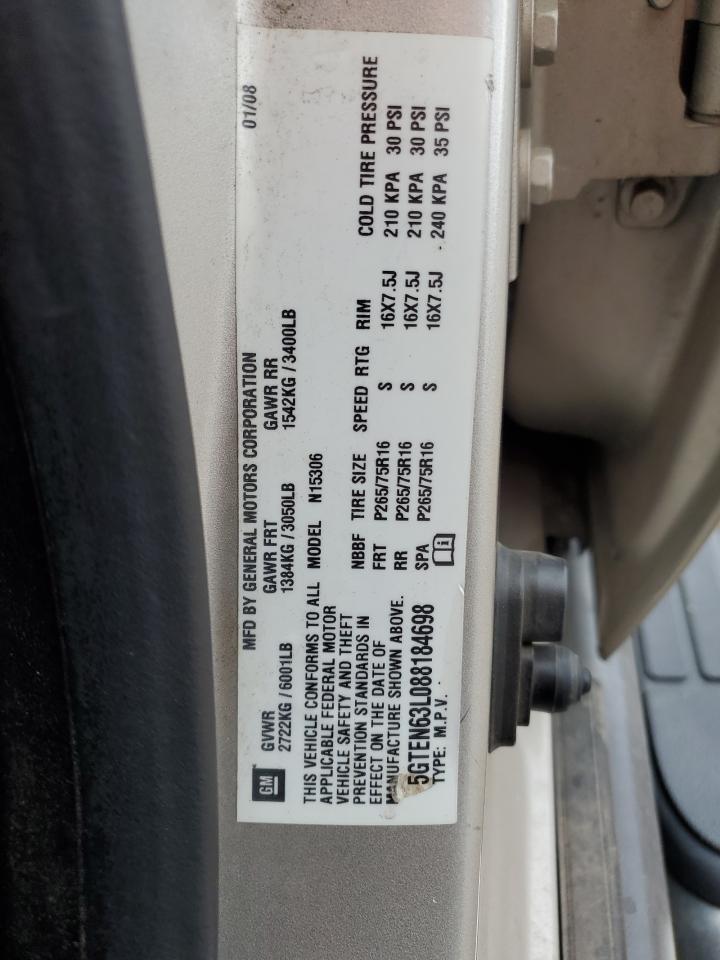 GM
MFD BY GENERAL MOTORS CORPORATION 01/08
GVWR GAWR FRT GAWR RR
2722KG / 6001LB 1384KG / 3050LB 1542KG / 3400LB
THIS VEHICLE CONFORMS TO ALL
APPLICABLE FEDERAL MOTOR
VEHICLE SAFETY AND THEFT
PREVENTION STANDARDS IN
EFFECT ON THE DATE OF
MANUFACTURE SHOWN ABOVE.
5GTEN63L088184698
TYPE: M.P.V.
MODEL N15306
NBBF TIRE SIZE SPEED RTG RIM COLD TIRE PRESSURE
FRT P265/75R16 S 16X7.5J 210 KPA 30 PSI
RR P265/75R16 S 16X7.5J 210 KPA 30 PSI
SPA P265/75R16 S 16X7.5J 240 KPA 35 PSI